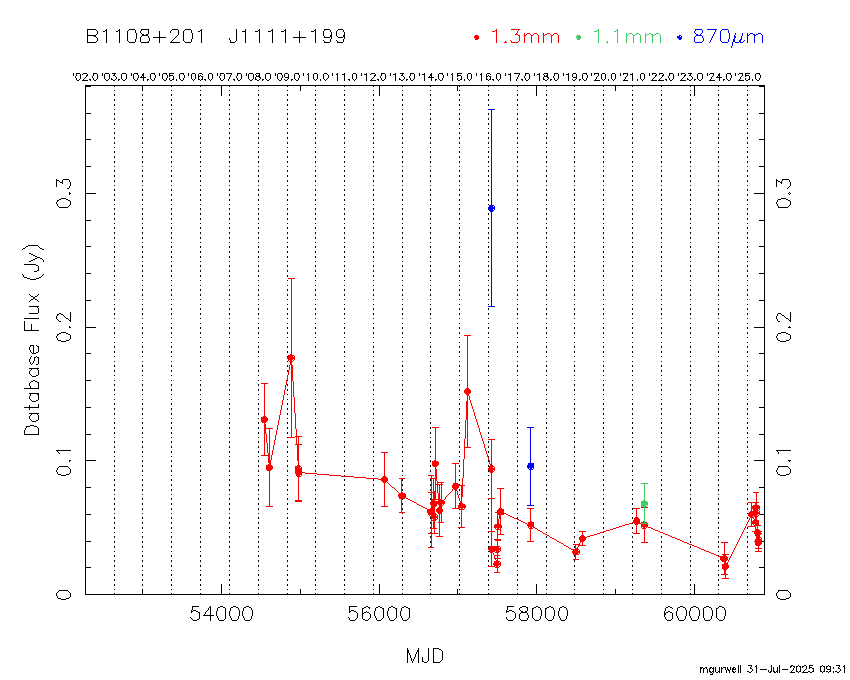 B1108+201 J1111+199 1.3mm 1.1mm 870μm
'02.0 '03.0 '04.0 '05.0 '06.0 '07.0 '08.0 '09.0 '10.0 '11.0 '12.0 '13.0 '14.0 '15.0 '16.0 '17.0 '18.0 '19.0 '20.0 '21.0 '22.0 '23.0 '24.0 '25.0
0.3 0.3
Database Flux (Jy)
0.2 0.2
0.1 0.1
0 0
54000 56000 58000 60000
MJD
mgurwell 31-Jul-2025 09:31